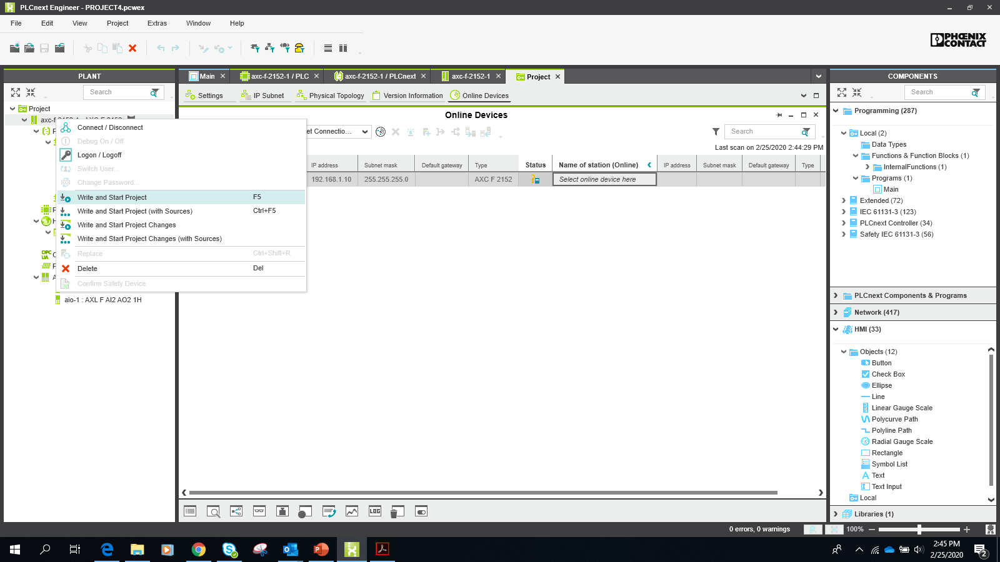 PLCnext Engineer - PROJECT4.pcwex
File Edit View Project Extras Window Help
PHŒNIX
CONTACT
PLANT
Search
Project
Connect / Disconnect
Debug On / Off
Logon / Logoff
Switch User...
Change Password...
Write and Start Project F5
Write and Start Project (with Sources) Ctrl+F5
Write and Start Project Changes
Write and Start Project Changes (with Sources)
Replace Ctrl+Shift+R
Delete Del
Confirm Safety Device
OPC
UA
aio-1 : AXL F AI2 AO2 1H
Main axc-f-2152-1 / PLC axc-f-2152-1 / PLCnext axc-f-2152-1 Project
Settings IP Subnet Physical Topology Version Information Online Devices
Online Devices
et Connectio... Search
Last scan on 2/25/2020 2:44:29 PM
IP address Subnet mask Default gateway Type Status Name of station (Online) IP address Subnet mask Default gateway Type
192.168.1.10 255.255.255.0 AXC F 2152 Select online device here
LOG
COMPONENTS
Search
Programming (287)
Local (2)
Data Types
Functions & Function Blocks (1)
InternalFunctions (1)
Programs (1)
Main
Extended (72)
IEC 61131-3 (123)
PLCnext Controller (34)
Safety IEC 61131-3 (56)
PLCnext Components & Programs
Network (417)
HMI (33)
Objects (12)
Button
Check Box
Ellipse
Line
Linear Gauge Scale
Polycurve Path
Polyline Path
Radial Gauge Scale
Rectangle
Symbol List
Text
Text Input
Local
Libraries (1)
0 errors, 0 warnings 100%
2:45 PM
2/25/2020
2